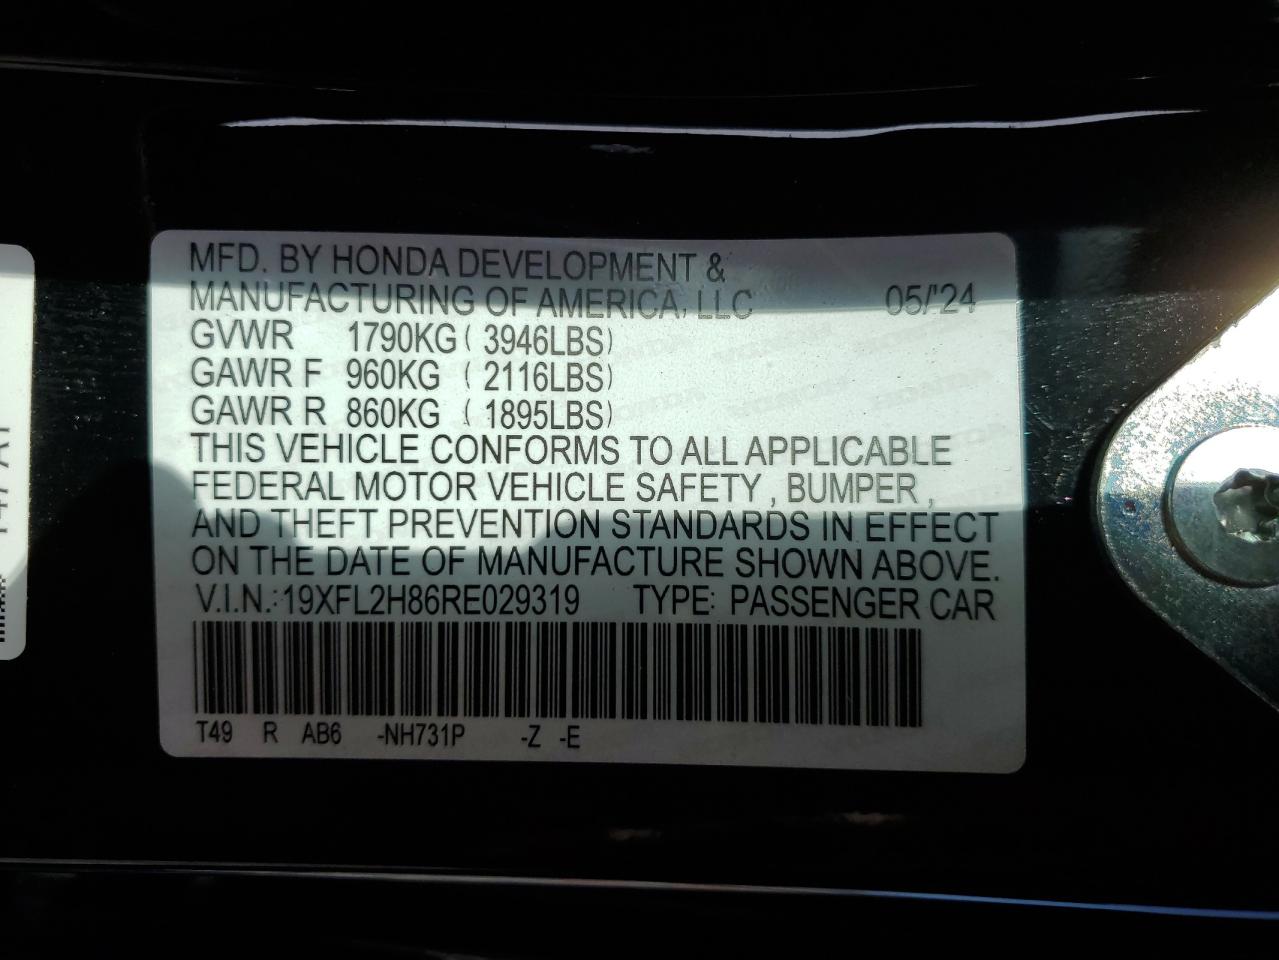 MFD. BY HONDA DEVELOPMENT &
MANUFACTURING OF AMERICA, LLC 05/'24
GVWR 1790KG ( 3946LBS)
GAWR F 960KG ( 2116LBS)
GAWR R 860KG ( 1895LBS)
THIS VEHICLE CONFORMS TO ALL APPLICABLE
FEDERAL MOTOR VEHICLE SAFETY , BUMPER ,
AND THEFT PREVENTION STANDARDS IN EFFECT
ON THE DATE OF MANUFACTURE SHOWN ABOVE.
V.I.N.: 19XFL2H86RE029319 TYPE: PASSENGER CAR
T49 R AB6 -NH731P -Z -E